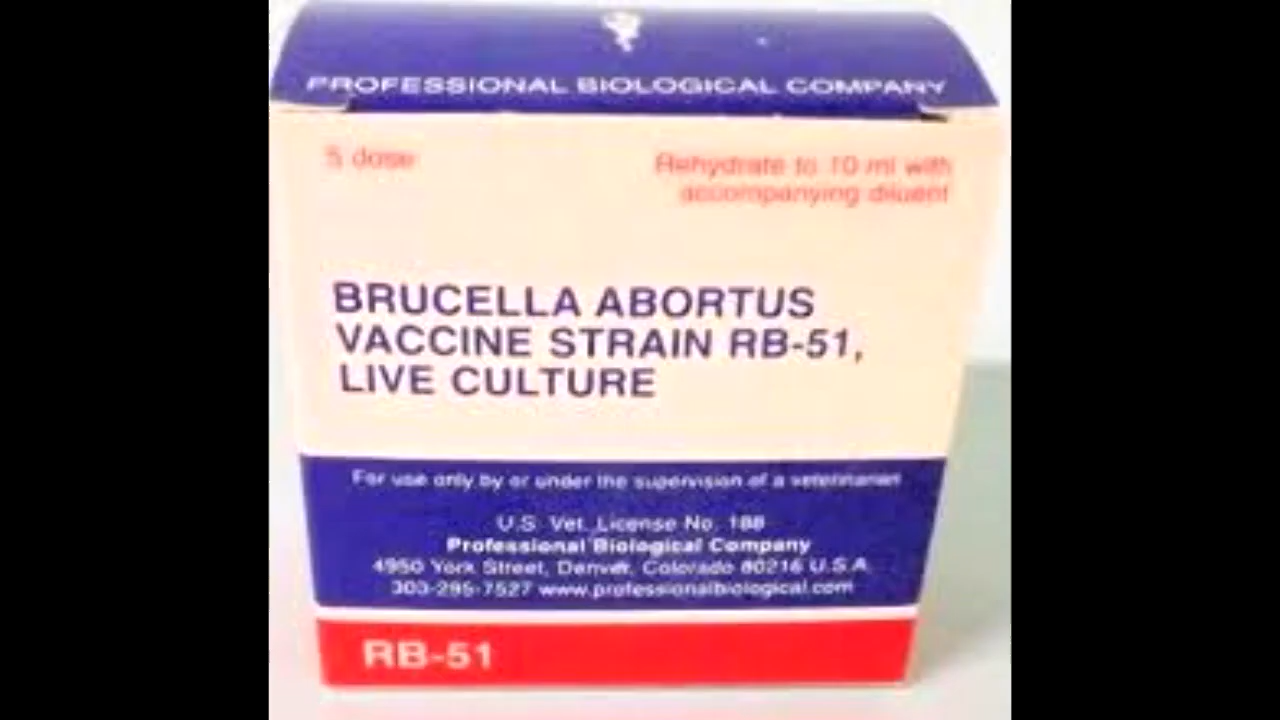 PROFESSIONAL BIOLOGICAL COMPANY
5 dose
Rehydrate to 10 ml with
accompanying diluent
BRUCELLA ABORTUS
VACCINE STRAIN RB-51,
LIVE CULTURE
For use only by or under the supervision of a veterinarian
U.S. Vet. License No. 188
Professional Biological Company
4950 York Street, Denver, Colorado 80216 U.S.A.
303-295-7527 www.professionalbiological.com
RB-51